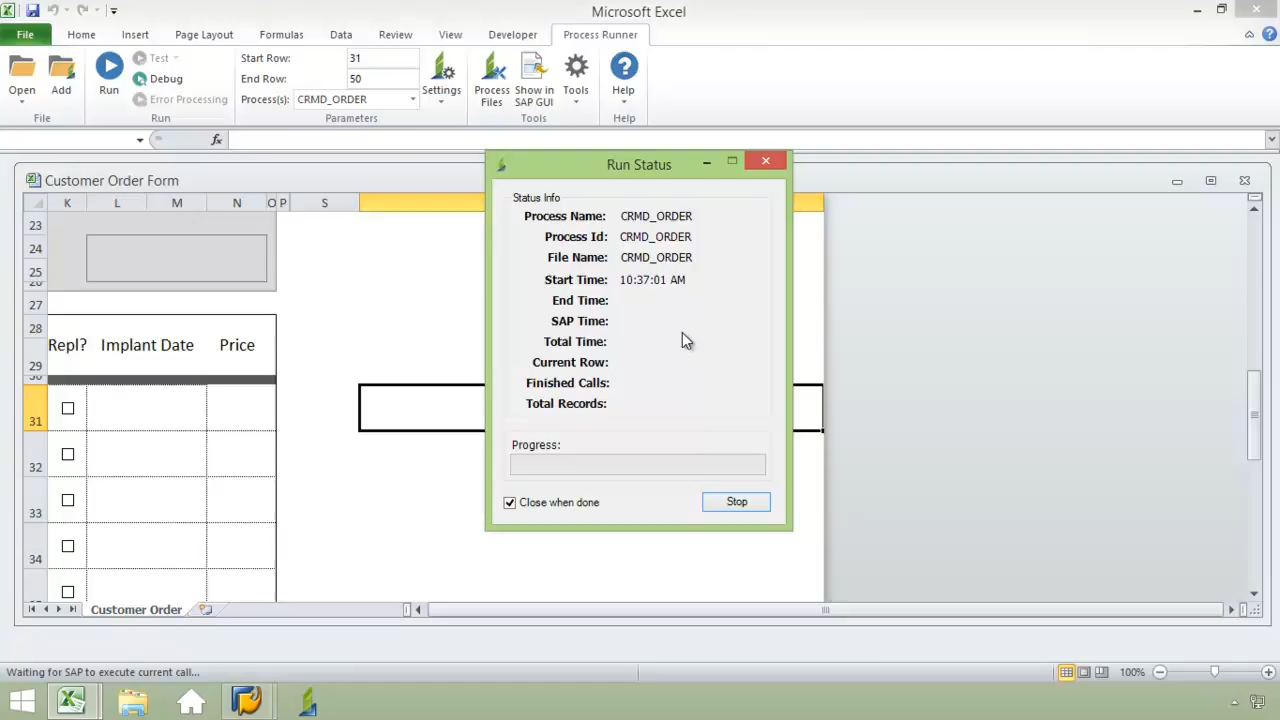 Microsoft Excel
File Home Insert Page Layout Formulas Data Review View Developer Process Runner
Open Add Run Test Debug Error Processing
Start Row: 31
End Row: 50
Process(s): CRMD_ORDER
Settings Process Files Show in SAP GUI Tools Help
File Run Parameters Tools Help
fx
Customer Order Form
K L M N O P S
23
24
25
27
28
29
31
32
33
34
Repl? Implant Date Price
Run Status
Status Info
Process Name: CRMD_ORDER
Process Id: CRMD_ORDER
File Name: CRMD_ORDER
Start Time: 10:37:01 AM
End Time:
SAP Time:
Total Time:
Current Row:
Finished Calls:
Total Records:
Progress:
Close when done Stop
Customer Order
Waiting for SAP to execute current call... 100%